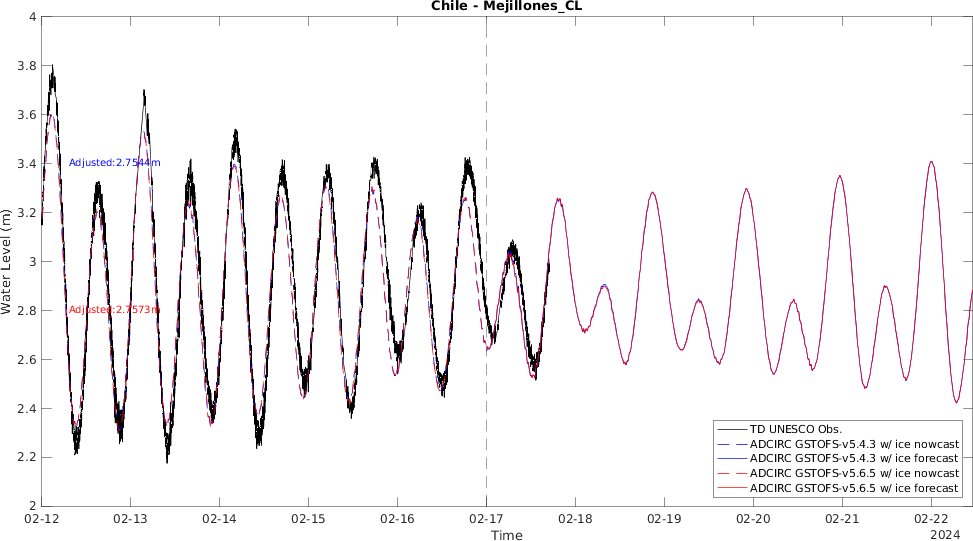 Chile - Mejillones_CL
4
3.8
3.6
3.4
3.2
3
2.8
2.6
2.4
2.2
2
Water Level (m)
Adjusted:2.7544m
Adjusted:2.7573m
TD UNESCO Obs.
ADCIRC GSTOFS-v5.4.3 w/ ice nowcast
ADCIRC GSTOFS-v5.4.3 w/ ice forecast
ADCIRC GSTOFS-v5.6.5 w/ ice nowcast
ADCIRC GSTOFS-v5.6.5 w/ ice forecast
02-12 02-13 02-14 02-15 02-16 02-17 02-18 02-19 02-20 02-21 02-22
Time
2024